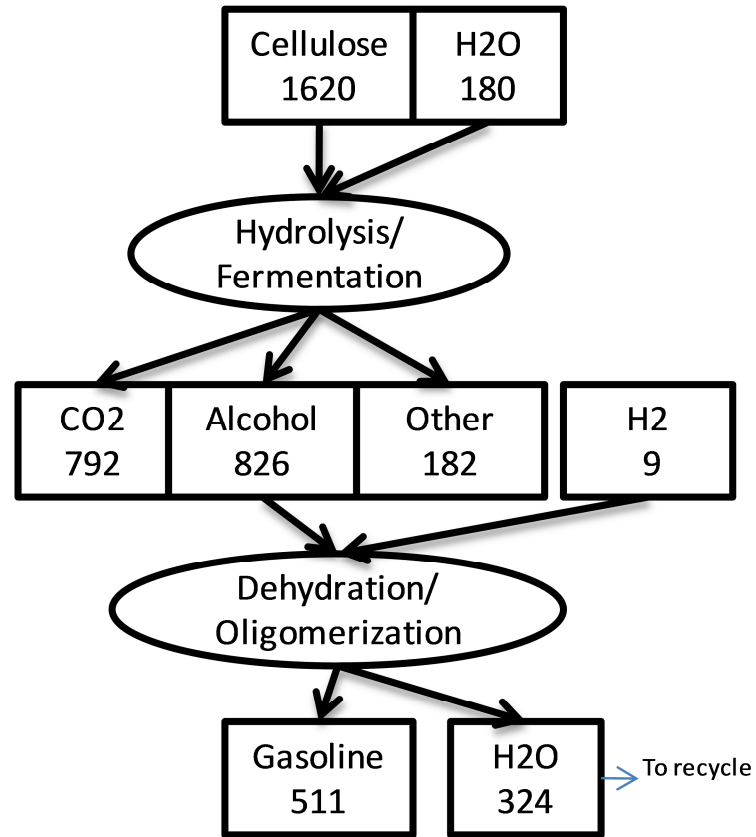 Cellulose
1620
H2O
180
Hydrolysis/
Fermentation
CO2
792
Alcohol
826
Other
182
H2
9
Dehydration/
Oligomerization
Gasoline
511
H2O
324
To recycle